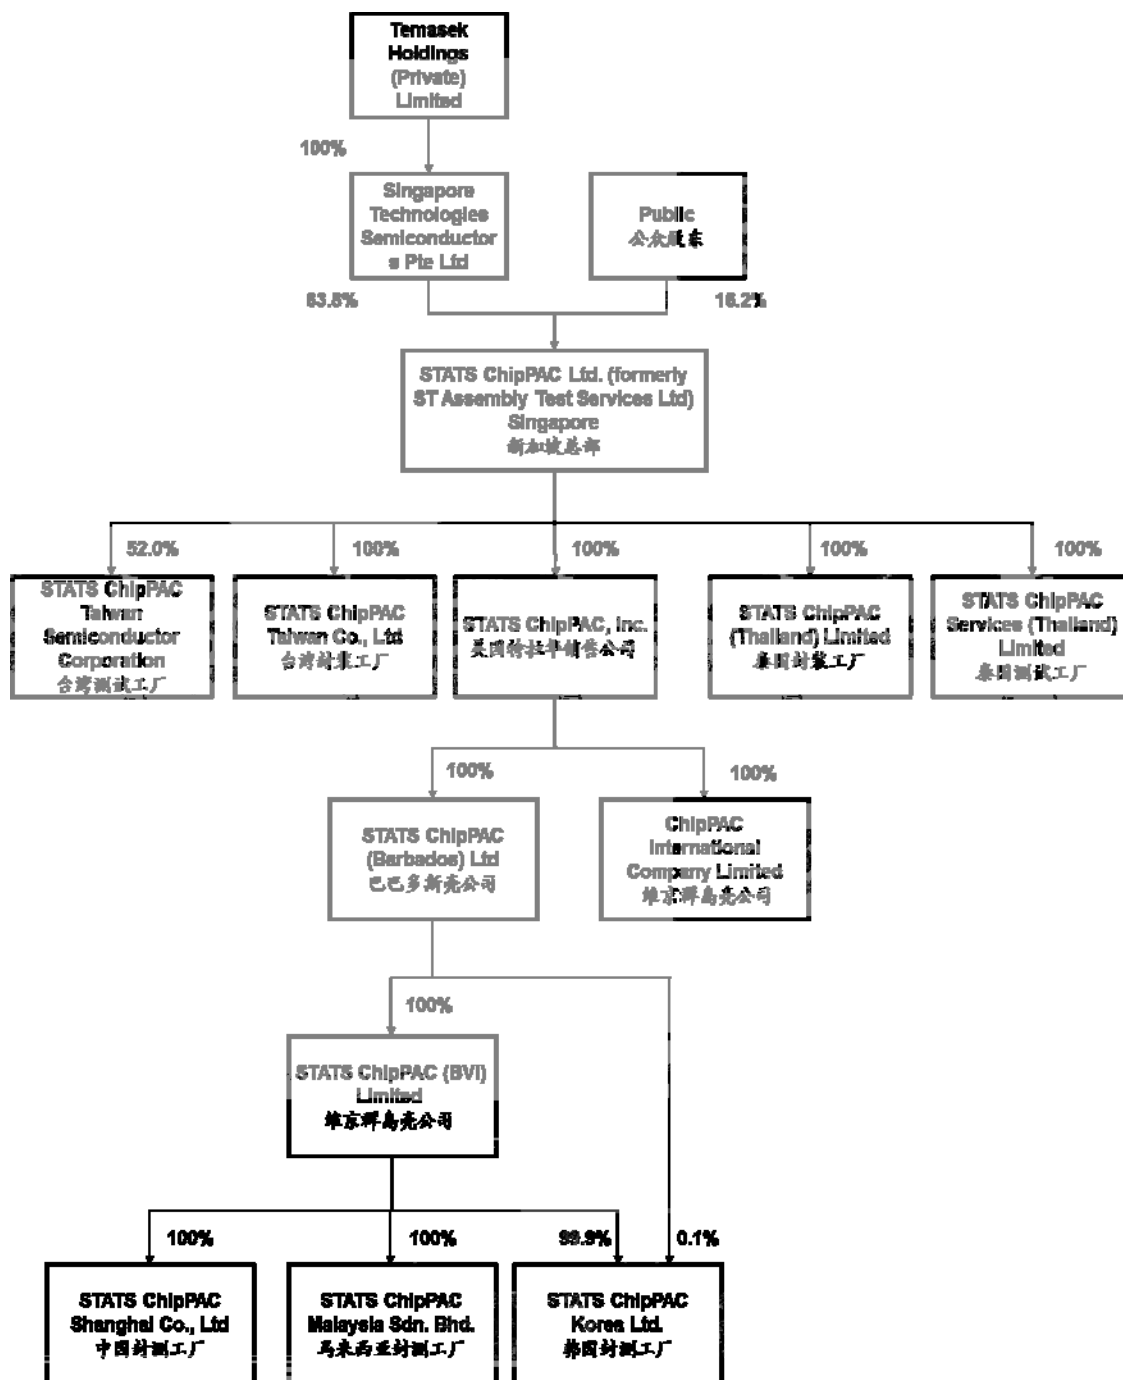 Temasek
Holdings
(Private)
Limited
100%
Singapore
Technologies
Semiconductor
s Pte Ltd
Public
公众股东
83.8%
16.2%
STATS ChipPAC Ltd. (formerly
ST Assembly Test Services Ltd)
Singapore
新加坡总部
52.0%
100%
100%
100%
100%
STATS ChipPAC
Taiwan
Semiconductor
Corporation
台湾测试工厂
STATS ChipPAC
Taiwan Co., Ltd
台湾封装工厂
STATS ChipPAC, Inc.
美国特拉华销售公司
STATS ChipPAC
(Thailand) Limited
泰国封装工厂
STATS ChipPAC
Services (Thailand)
Limited
泰国测试工厂
100%
100%
STATS ChipPAC
(Barbados) Ltd
巴巴多斯壳公司
ChipPAC
International
Company Limited
维京群岛壳公司
100%
STATS ChipPAC (BVI)
Limited
维京群岛壳公司
100%
100%
99.9%
0.1%
STATS ChipPAC
Shanghai Co., Ltd
中国封测工厂
STATS ChipPAC
Malaysia Sdn. Bhd.
马来西亚封测工厂
STATS ChipPAC
Korea Ltd.
韩国封测工厂